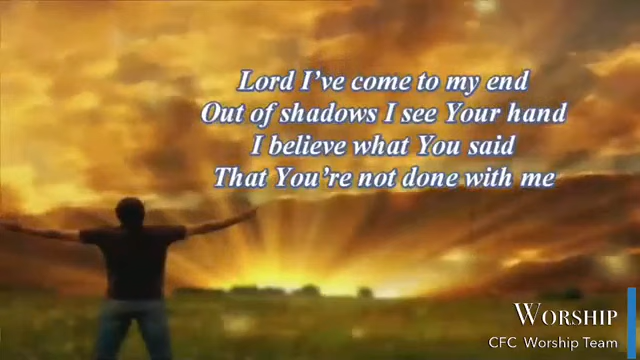 Lord I’ve come to my end
Out of shadows I see Your hand
I believe what You said
That You’re not done with me
WORSHIP
CFC Worship Team